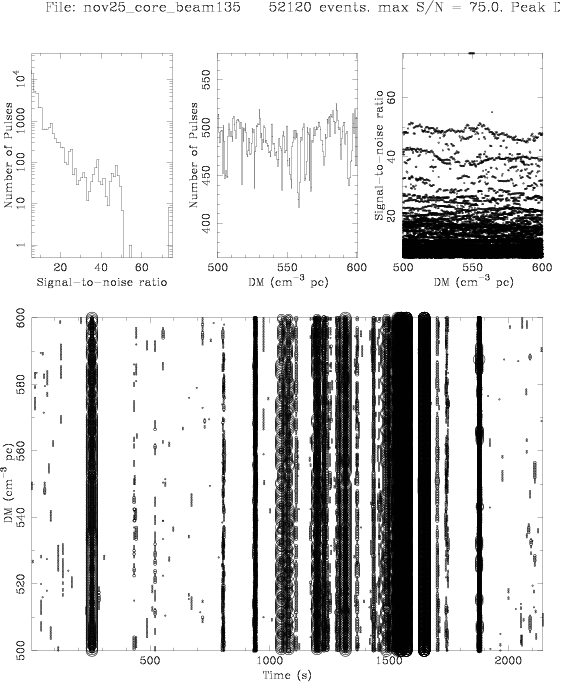 File: nov25_core_beam135 52120 events. max S/N = 75.0. Peak
Number of Pulses
10⁴
1000
100
10
1
20 40 60
Signal−to−noise ratio
Number of Pulses
550
500
450
400
500 550 600
DM (cm⁻³ pc)
Signal−to−noise ratio
60
40
20
500 550 600
DM (cm⁻³ pc)
DM (cm⁻³ pc)
600
580
560
540
520
500
500 1000 1500 2000
Time (s)